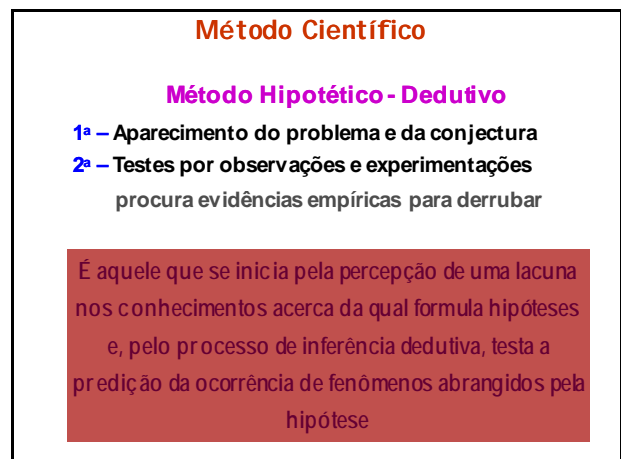 Método Científico
Método Hipotético - Dedutivo
1ª – Aparecimento do problema e da conjectura
2ª – Testes por observações e experimentações
procura evidências empíricas para derrubar
É aquele que se inicia pela percepção de uma lacuna
nos conhecimentos acerca da qual formula hipóteses
e, pelo processo de inferência dedutiva, testa a
predição da ocorrência de fenômenos abrangidos pela
hipótese